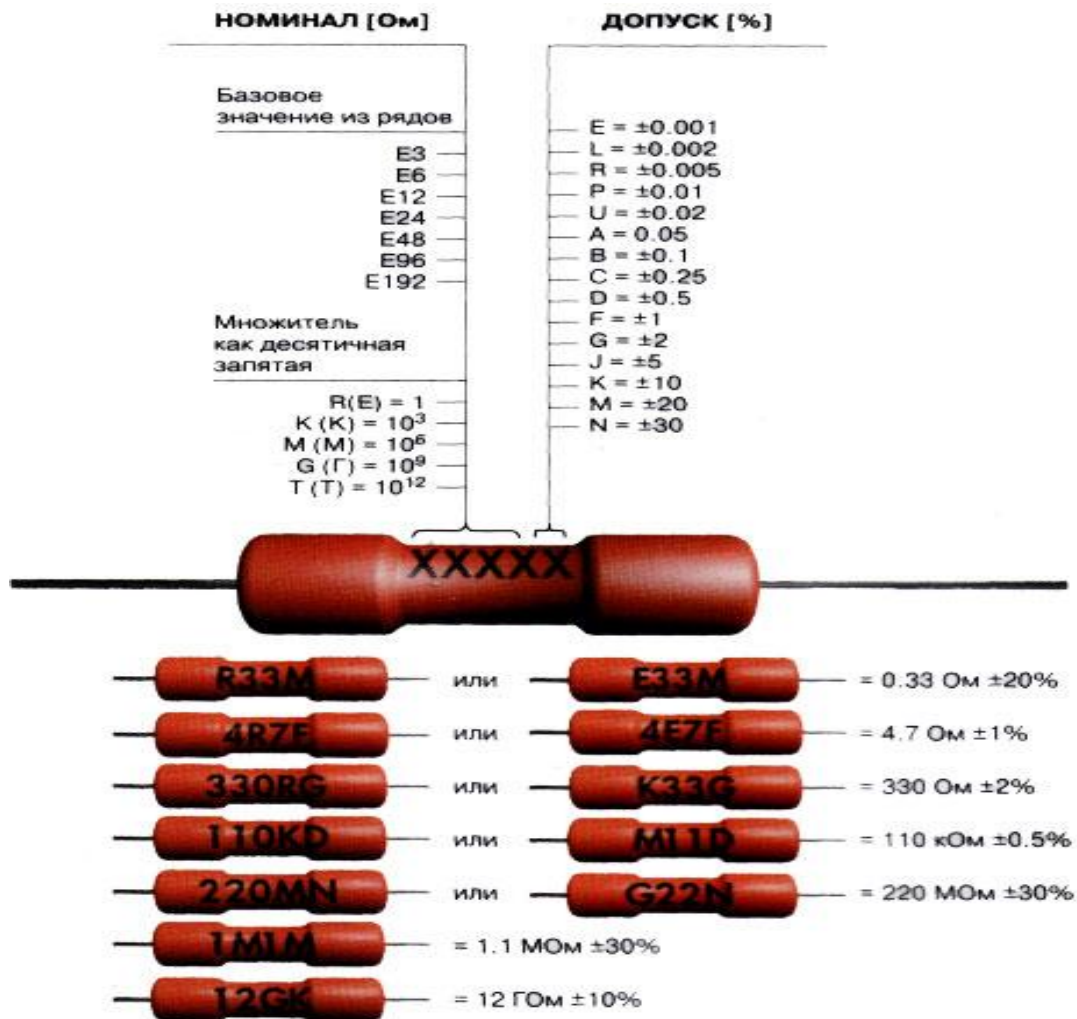 НОМИНАЛ [Ом]
ДОПУСК [%]
Базовое
значение из рядов
E3
E6
E12
E24
E48
E96
E192
Множитель
как десятичная
запятая
R(E) = 1
K (К) = 10³
M (М) = 10⁶
G (Г) = 10⁹
T (Т) = 10¹²
E = ±0.001
L = ±0.002
R = ±0.005
P = ±0.01
U = ±0.02
A = 0.05
B = ±0.1
C = ±0.25
D = ±0.5
F = ±1
G = ±2
J = ±5
K = ±10
M = ±20
N = ±30
XXXXX
R33M или E33M = 0.33 Ом ±20%
4R7F или 4E7F = 4.7 Ом ±1%
330RG или K33G = 330 Ом ±2%
110KD или M11D = 110 кОм ±0.5%
220MN или G22N = 220 МОм ±30%
1M1M = 1.1 МОм ±30%
12GK = 12 ГОм ±10%